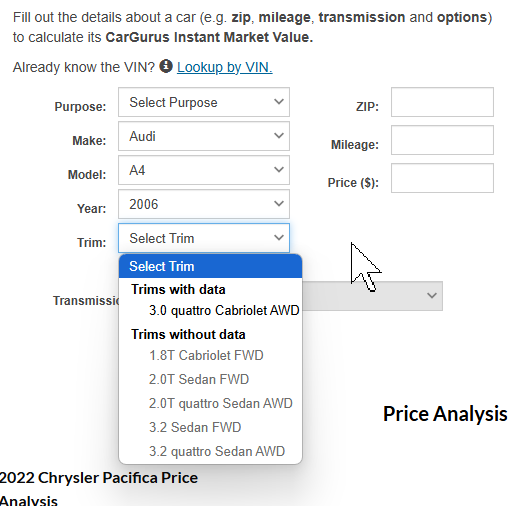 Fill out the details about a car (e.g. zip, mileage, transmission and options)
to calculate its CarGurus Instant Market Value.
Already know the VIN? Lookup by VIN.
Purpose: Select Purpose ZIP:
Make: Audi
Mileage:
Model: A4
Price ($):
Year: 2006
Trim: Select Trim
Select Trim
Trims with data
Transmissio
3.0 quattro Cabriolet AWD
Trims without data
1.8T Cabriolet FWD
2.0T Sedan FWD
2.0T quattro Sedan AWD
Price Analysis
3.2 Sedan FWD
3.2 quattro Sedan AWD
2022 Chrysler Pacifica Price
Analysis